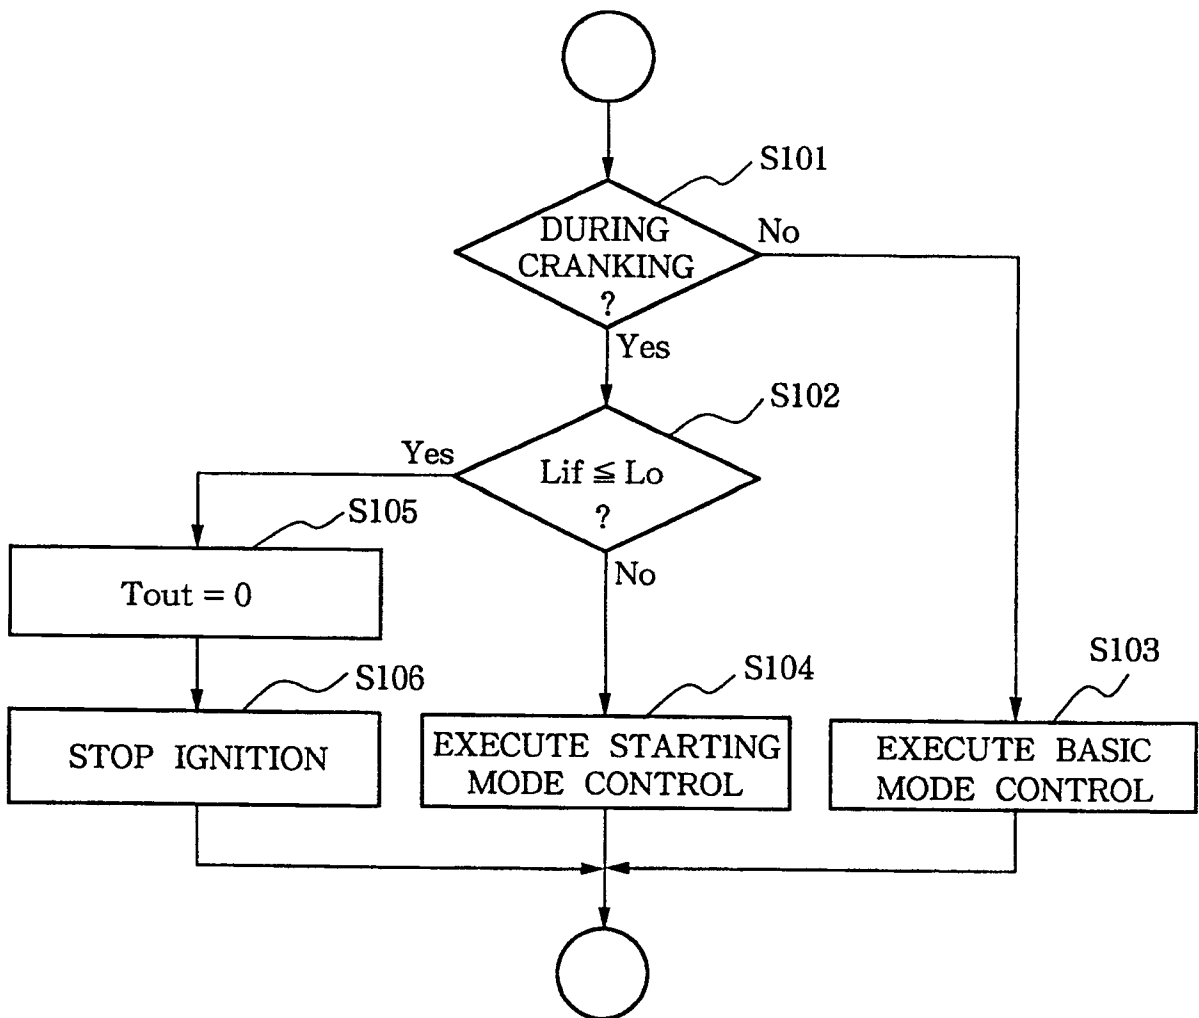 S101
DURING
CRANKING
?
No
Yes
S102
Yes
Lif ≦ Lo
?
S105
No
Tout = 0
S106
S104
S103
STOP IGNITION
EXECUTE STARTING
MODE CONTROL
EXECUTE BASIC
MODE CONTROL